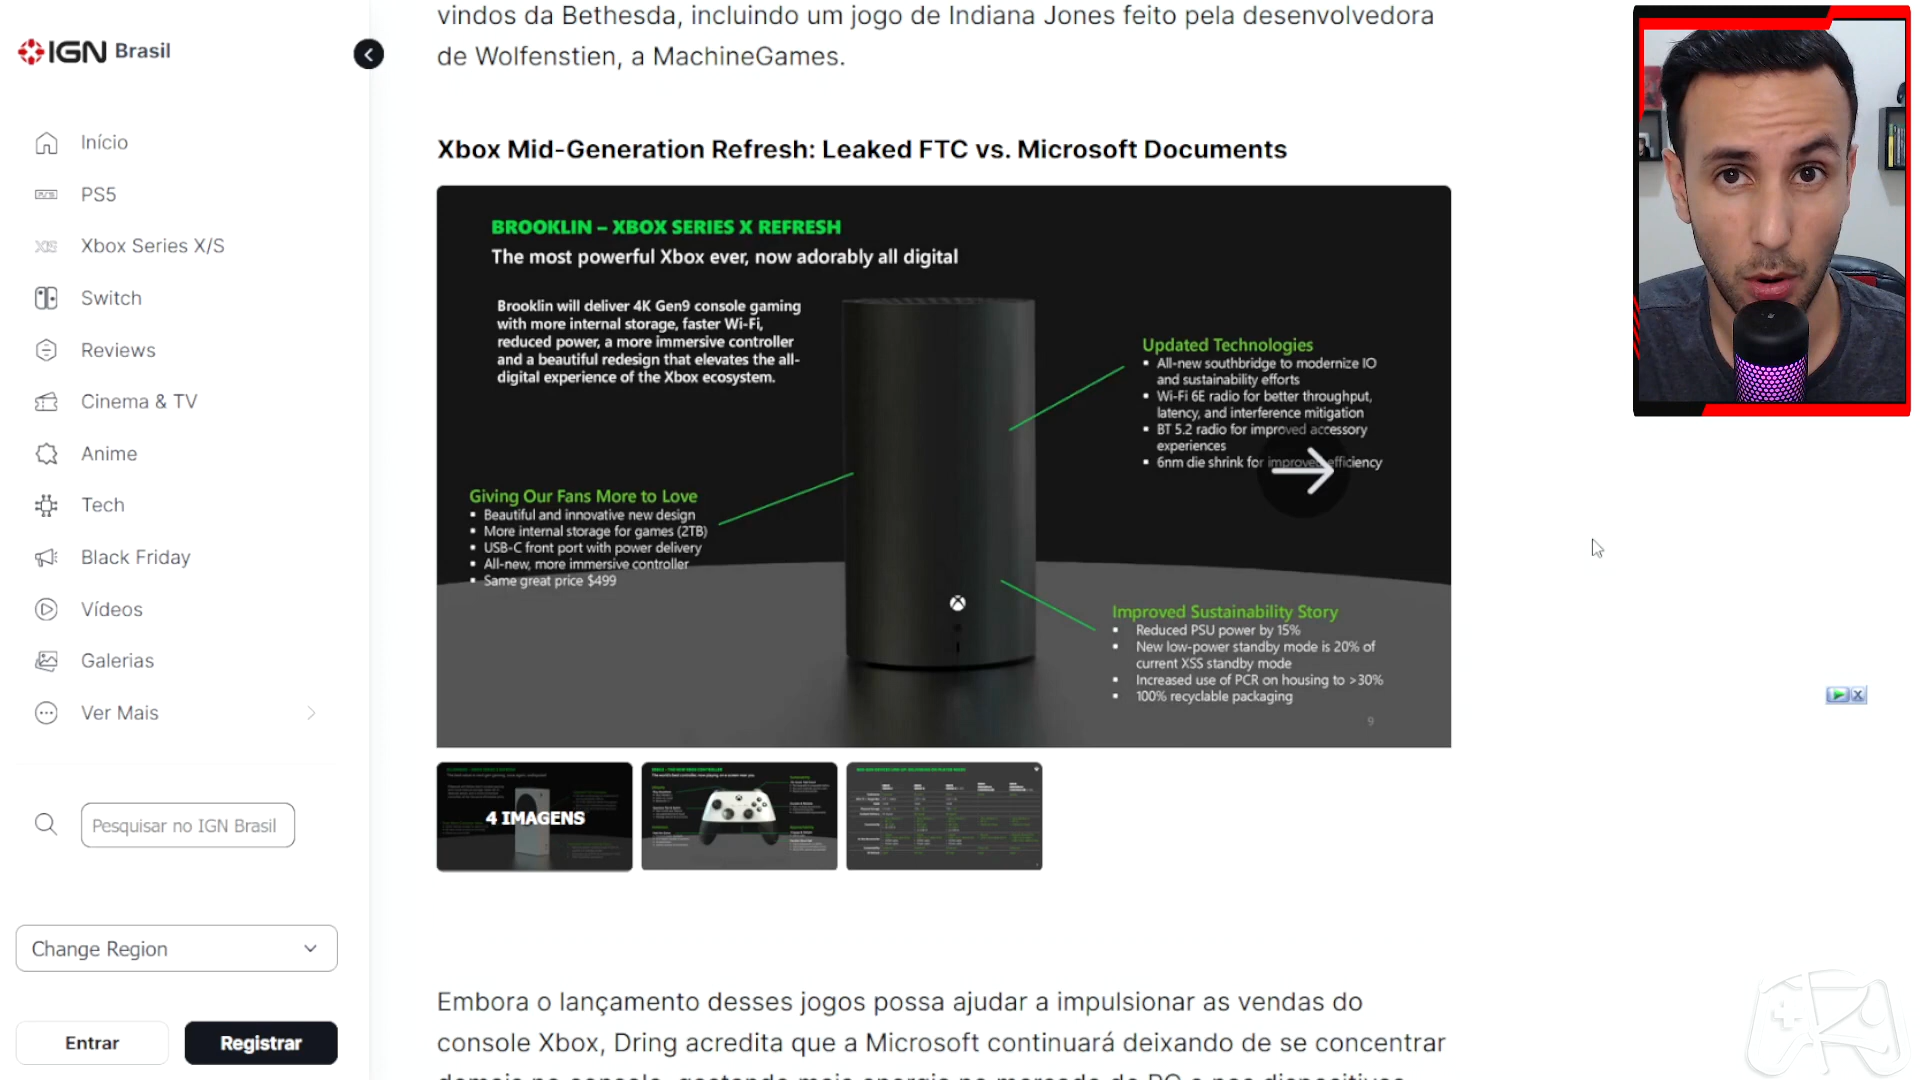 vindos da Bethesda, incluindo um jogo de Indiana Jones feito pela desenvolvedora
de Wolfenstien, a MachineGames.
IGN Brasil
Início
PS5
Xbox Series X/S
Switch
Reviews
Cinema & TV
Anime
Tech
Black Friday
Vídeos
Galerias
Ver Mais
Pesquisar no IGN Brasil
Change Region
Entrar
Registrar
Xbox Mid-Generation Refresh: Leaked FTC vs. Microsoft Documents
BROOKLIN – XBOX SERIES X REFRESH
The most powerful Xbox ever, now adorably all digital
Brooklin will deliver 4K Gen9 console gaming
with more internal storage, faster Wi-Fi,
reduced power, a more immersive controller
and a beautiful redesign that elevates the all-
digital experience of the Xbox ecosystem.
Updated Technologies
▪ All-new southbridge to modernize IO
and sustainability efforts
▪ Wi-Fi 6E radio for better throughput,
latency, and interference mitigation
▪ BT 5.2 radio for improved accessory
experiences
▪ 6nm die shrink for improved efficiency
Giving Our Fans More to Love
▪ Beautiful and innovative new design
▪ More internal storage for games (2TB)
▪ USB-C front port with power delivery
▪ All-new, more immersive controller
▪ Same great price $499
Improved Sustainability Story
▪ Reduced PSU power by 15%
▪ New low-power standby mode is 20% of
current XSS standby mode
▪ Increased use of PCR on housing to >30%
▪ 100% recyclable packaging
9
4 IMAGENS
Embora o lançamento desses jogos possa ajudar a impulsionar as vendas do
console Xbox, Dring acredita que a Microsoft continuará deixando de se concentrar